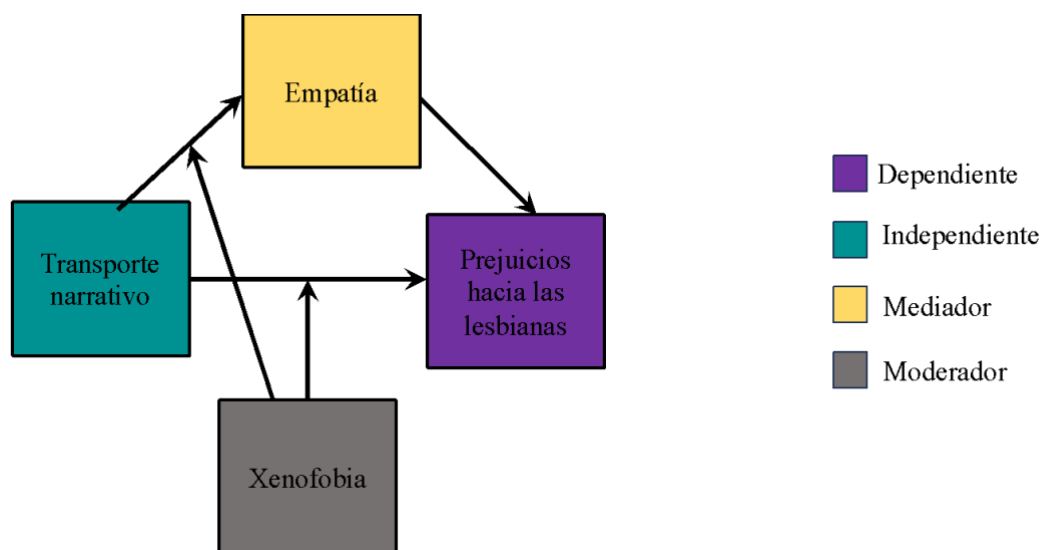 Empatía
Transporte
narrativo
Prejuicios
hacia las
lesbianas
Xenofobia
Dependiente
Independiente
Mediador
Moderador